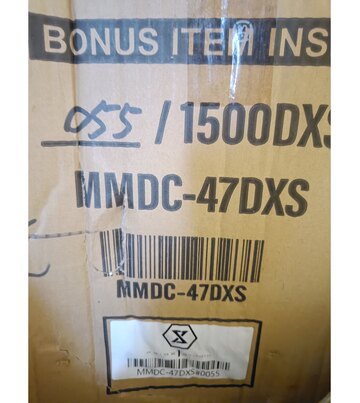 BONUS ITEM INS
055 / 1500DXS
MMDC-47DXS
MMDC-47DXS
X
MMDC-47DXS#0055